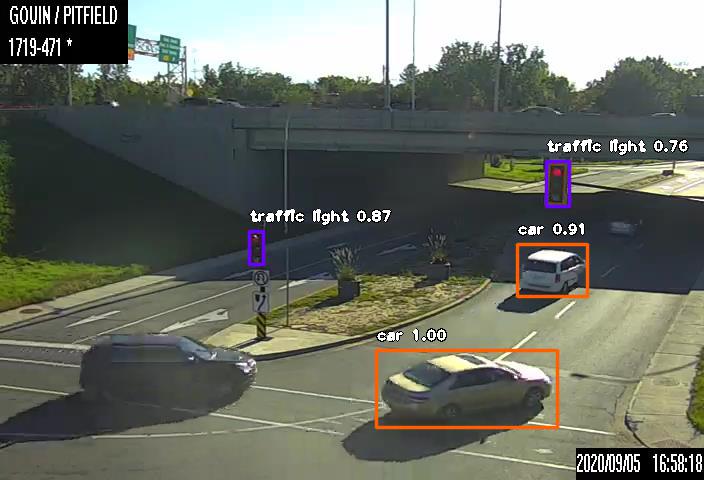 GOUIN / PITFIELD
1719-471 *
traffic light 0.76
traffic light 0.87
car 0.91
car 1.00
2020/09/05 16:58:18